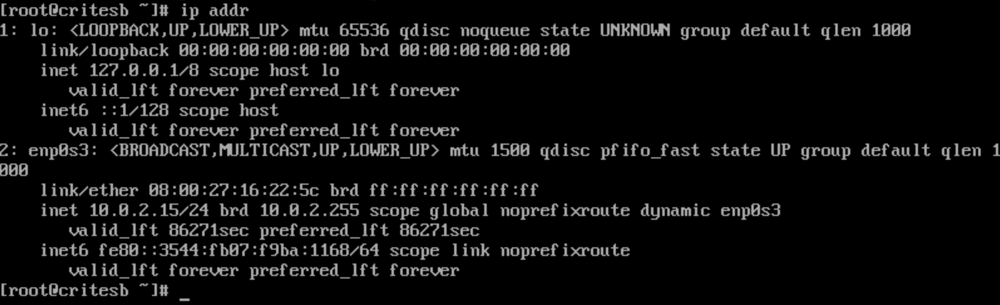 [root@critesb ~]# ip addr
1: lo: <LOOPBACK,UP,LOWER_UP> mtu 65536 qdisc noqueue state UNKNOWN group default qlen 1000
    link/loopback 00:00:00:00:00:00 brd 00:00:00:00:00:00
    inet 127.0.0.1/8 scope host lo
       valid_lft forever preferred_lft forever
    inet6 ::1/128 scope host
       valid_lft forever preferred_lft forever
2: enp0s3: <BROADCAST,MULTICAST,UP,LOWER_UP> mtu 1500 qdisc pfifo_fast state UP group default qlen 1
000
    link/ether 08:00:27:16:22:5c brd ff:ff:ff:ff:ff:ff
    inet 10.0.2.15/24 brd 10.0.2.255 scope global noprefixroute dynamic enp0s3
       valid_lft 86271sec preferred_lft 86271sec
    inet6 fe80::3544:fb07:f9ba:1168/64 scope link noprefixroute
       valid_lft forever preferred_lft forever
[root@critesb ~]# _